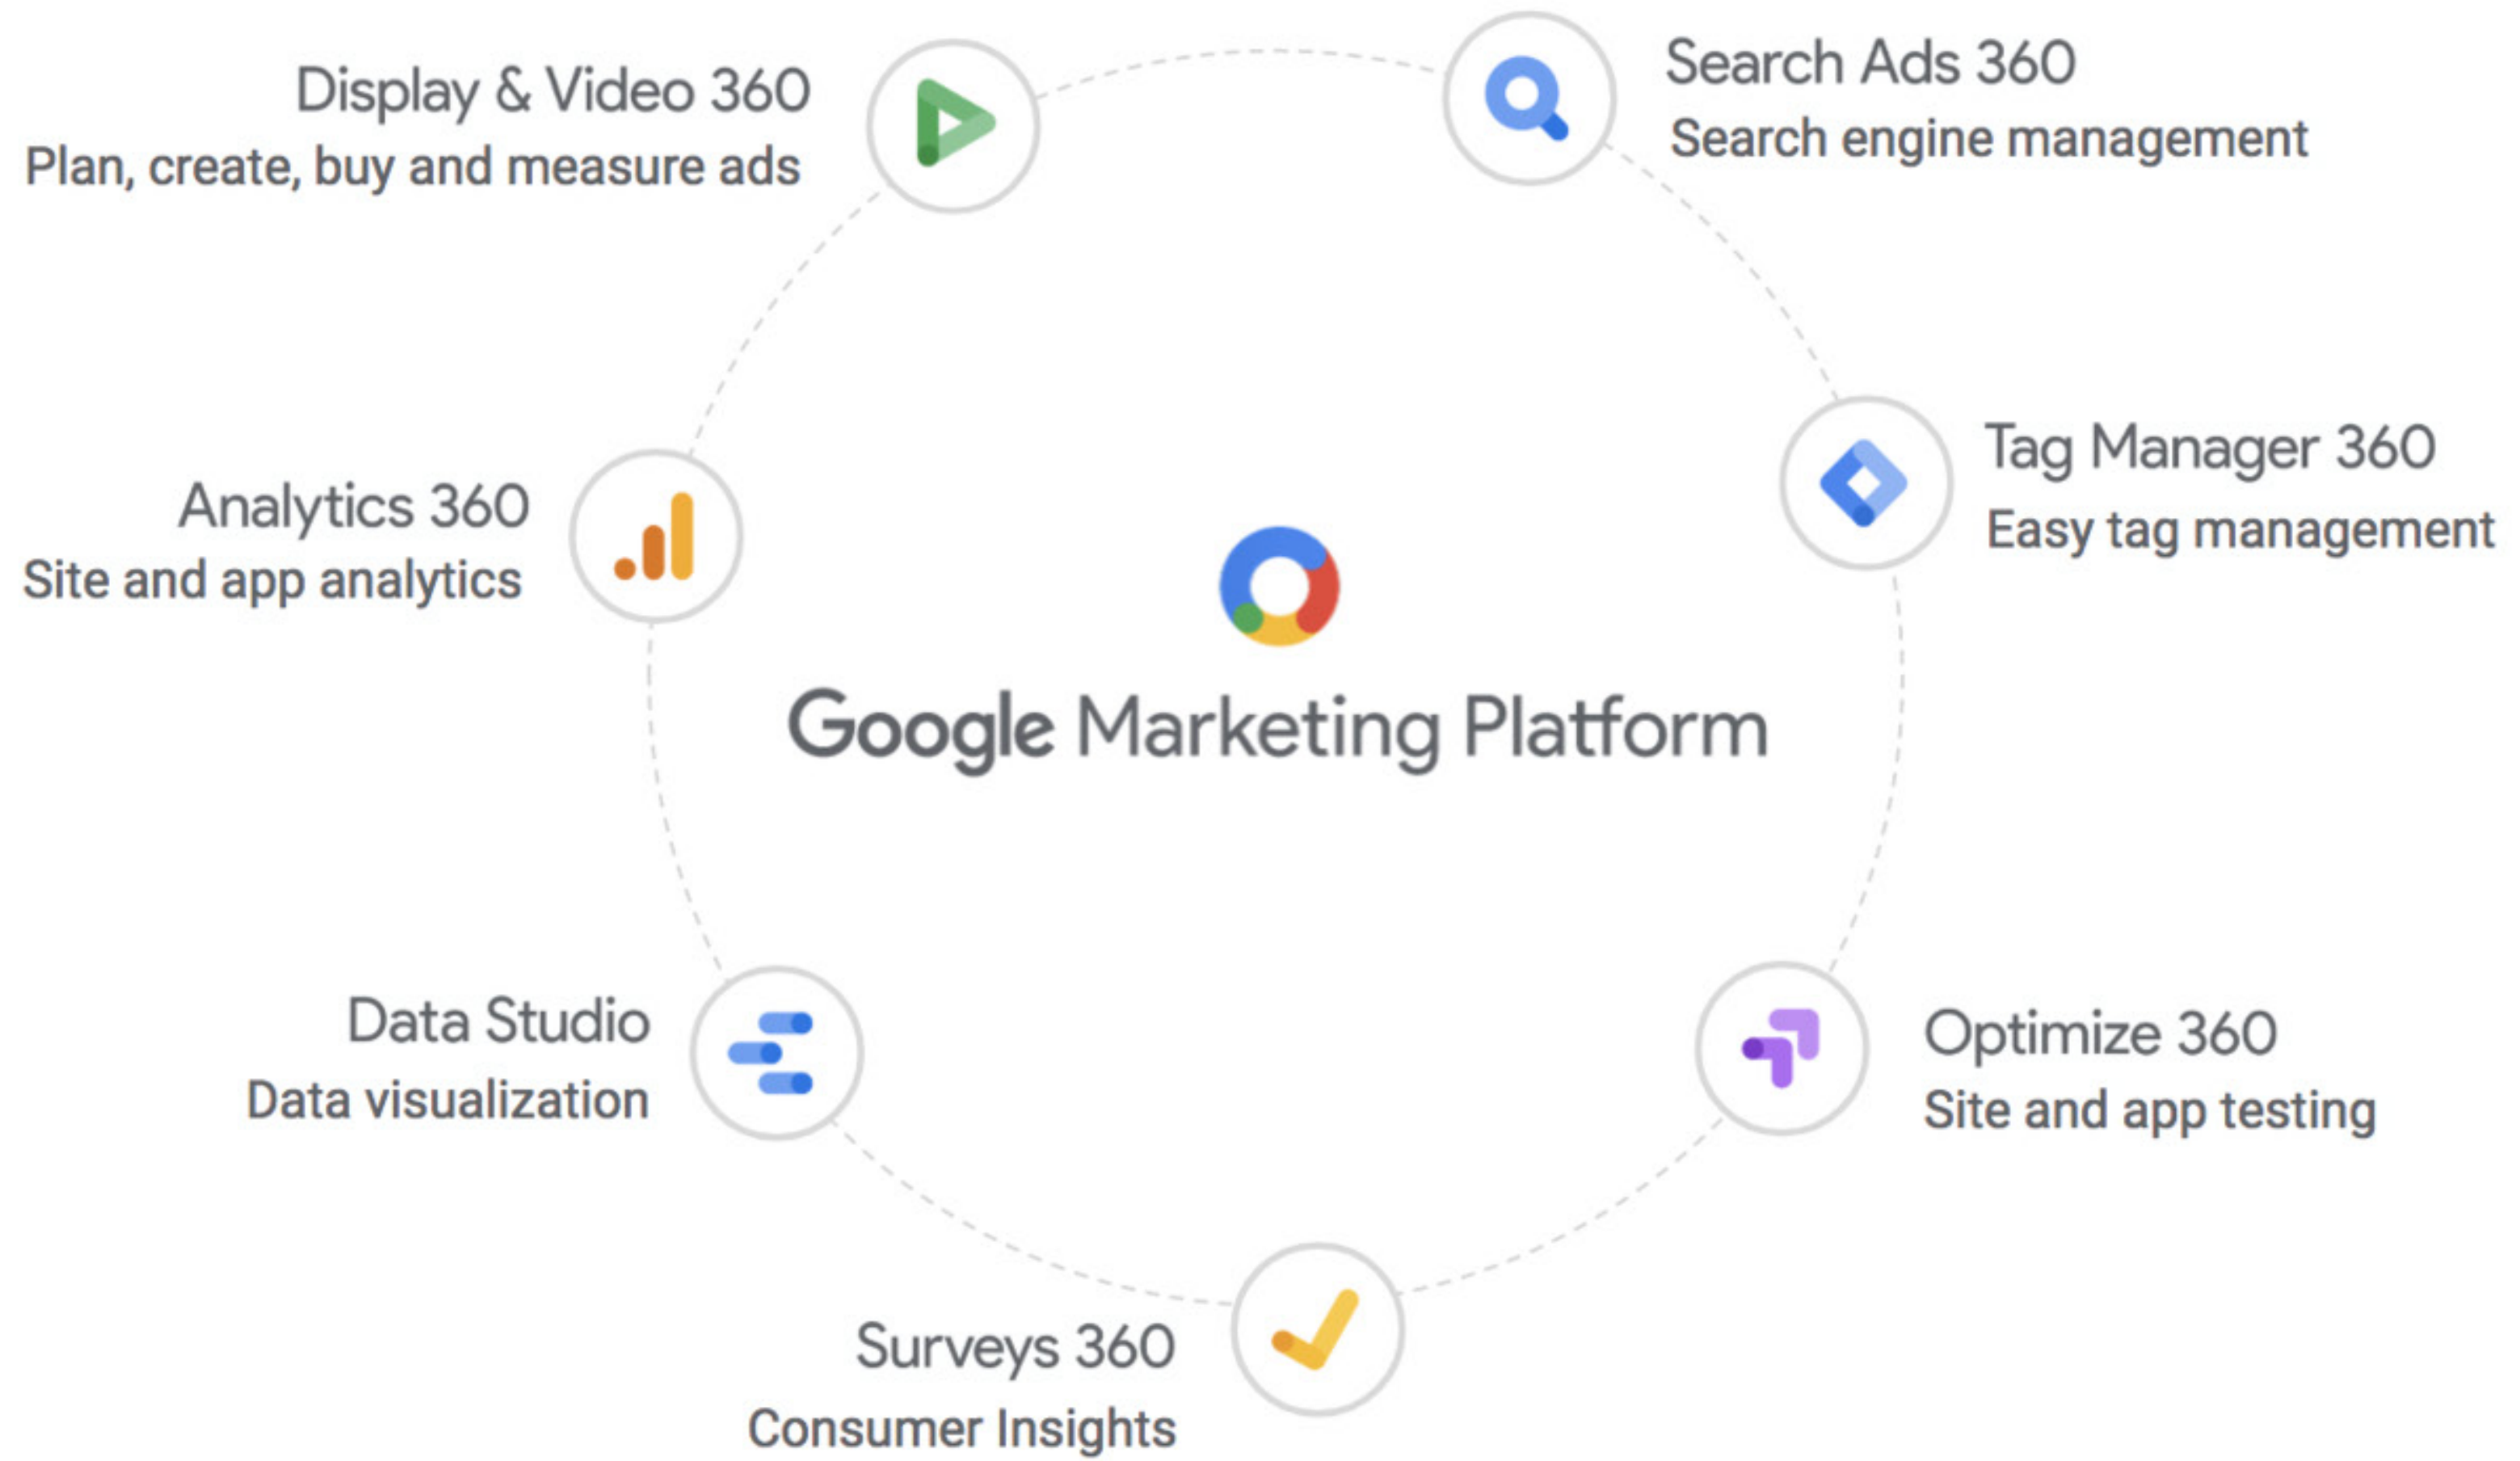 Display & Video 360
Plan, create, buy and measure ads
Search Ads 360
Search engine management
Analytics 360
Site and app analytics
Tag Manager 360
Easy tag management
Google Marketing Platform
Data Studio
Data visualization
Optimize 360
Site and app testing
Surveys 360
Consumer Insights